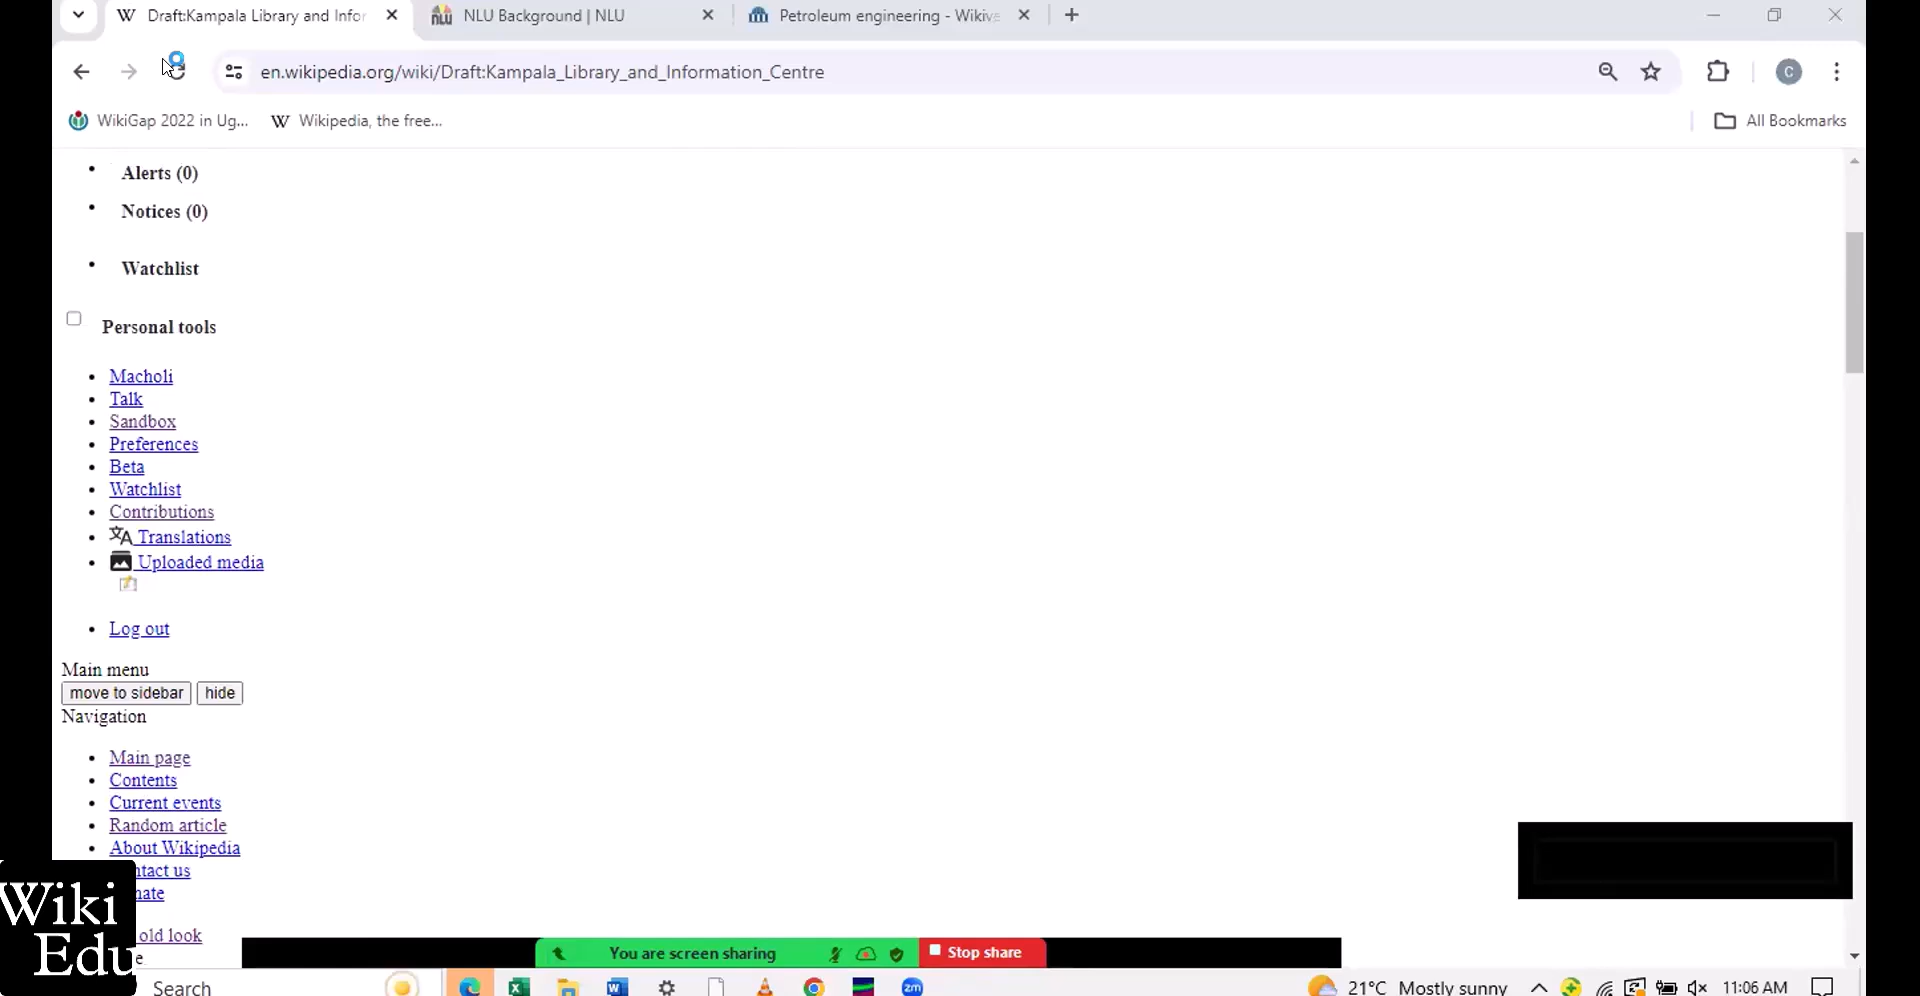 Draft:Kampala Library and Infor
NLU Background | NLU
Petroleum engineering - Wikive
en.wikipedia.org/wiki/Draft:Kampala_Library_and_Information_Centre
C
WikiGap 2022 in Ug...
Wikipedia, the free...
All Bookmarks
Alerts (0)
Notices (0)
Watchlist
Personal tools
Macholi
Talk
Sandbox
Preferences
Beta
Watchlist
Contributions
Translations
Uploaded media
Log out
Main menu
move to sidebar hide
Navigation
Main page
Contents
Current events
Random article
About Wikipedia
ntact us
nate
old look
e
Wiki
Edu
You are screen sharing
Stop share
Search
zm
21°C Mostly sunny
11:06 AM